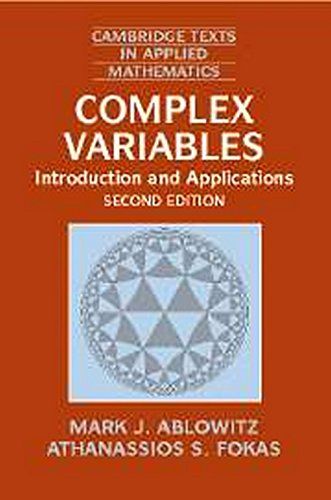 CAMBRIDGE TEXTS
IN APPLIED
MATHEMATICS
COMPLEX
VARIABLES
Introduction and Applications
SECOND EDITION
MARK J. ABLOWITZ
ATHANASSIOS S. FOKAS